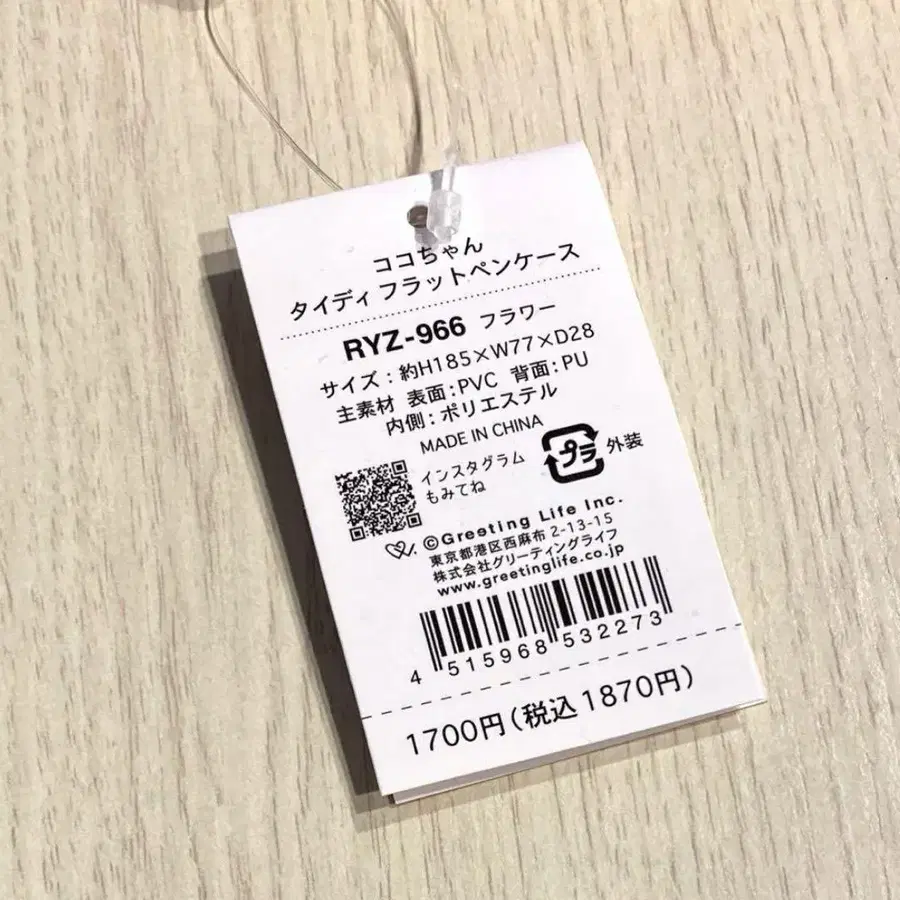 ココちゃん
タイディ フラットペンケース
RYZ-966 フラワー
サイズ：約H185×W77×D28
主素材 表面：PVC 背面：PU
内側：ポリエステル
MADE IN CHINA
プラ 外装
インスタグラム
もみてね
©Greeting Life Inc.
東京都港区西麻布 2-13-15
株式会社グリーティングライフ
www.greetinglife.co.jp
4 515968 532273
1700円（税込1870円）